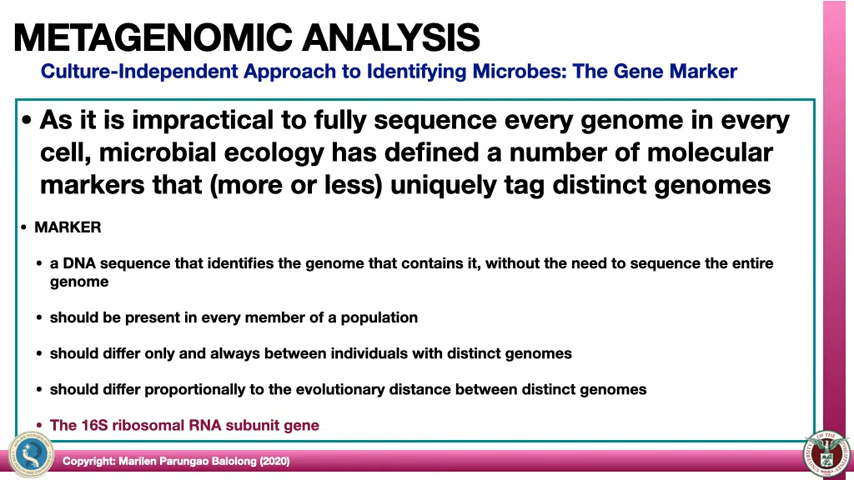 METAGENOMIC ANALYSIS
Culture-Independent Approach to Identifying Microbes: The Gene Marker
• As it is impractical to fully sequence every genome in every
cell, microbial ecology has defined a number of molecular
markers that (more or less) uniquely tag distinct genomes
• MARKER
• a DNA sequence that identifies the genome that contains it, without the need to sequence the entire
genome
• should be present in every member of a population
• should differ only and always between individuals with distinct genomes
• should differ proportionally to the evolutionary distance between distinct genomes
• The 16S ribosomal RNA subunit gene
Copyright: Marilen Parungao Balolong (2020)